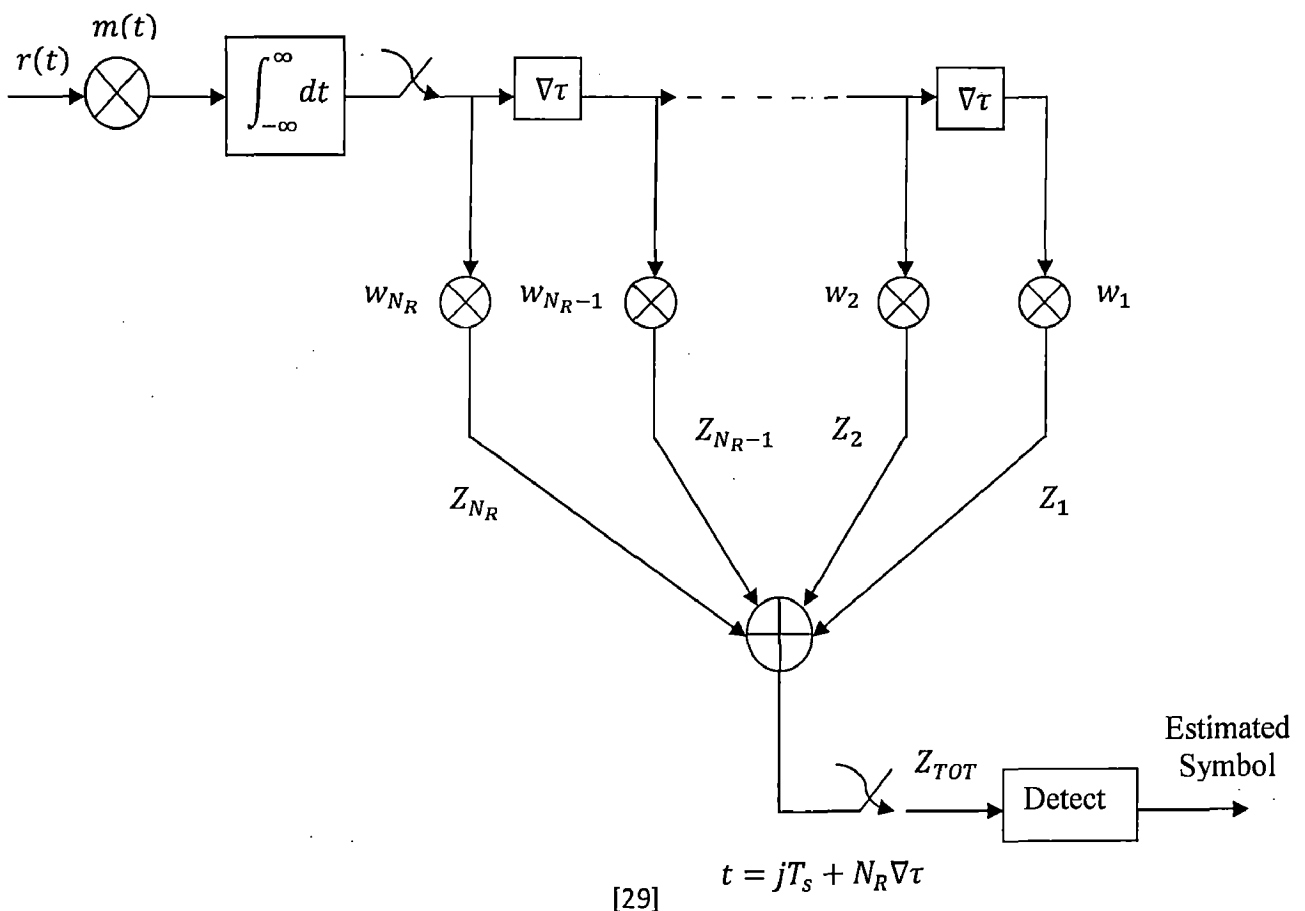 m(t)
r(t)
∫_{-∞}^{∞} dt
∇τ
∇τ
w_{N_R}
w_{N_R-1}
w_2
w_1
Z_{N_R-1}
Z_2
Z_{N_R}
Z_1
Estimated
Symbol
Z_{TOT}
Detect
t = jT_s + N_R∇τ
[29]